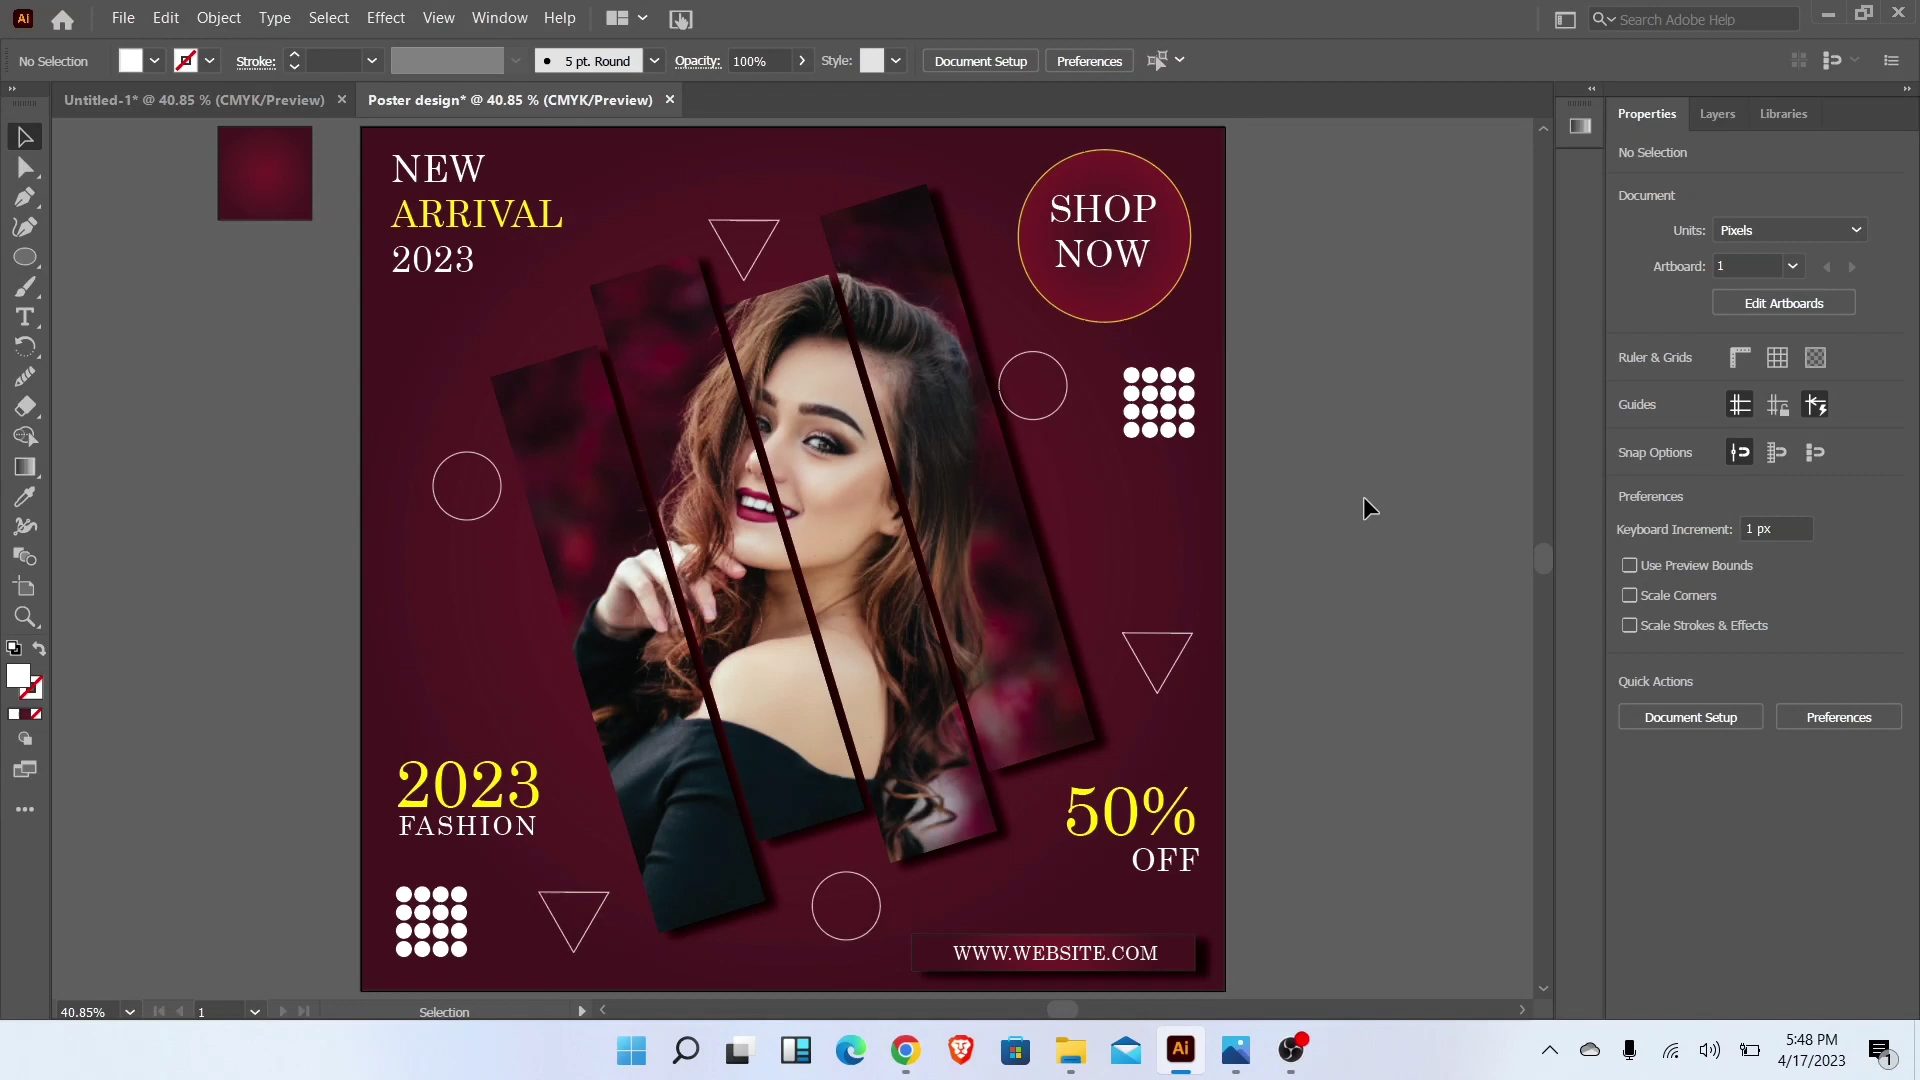 Ai
File Edit Object Type Select Effect View Window Help
Search Adobe Help
No Selection
Stroke:
5 pt. Round
Opacity: 100%
Style:
Document Setup
Preferences
Untitled-1* @ 40.85 % (CMYK/Preview)
Poster design* @ 40.85 % (CMYK/Preview)
NEW
ARRIVAL
2023
SHOP
NOW
2023
FASHION
50%
OFF
WWW.WEBSITE.COM
Properties Layers Libraries
No Selection
Document
Units: Pixels
Artboard: 1
Edit Artboards
Ruler & Grids
Guides
Snap Options
Preferences
Keyboard Increment: 1 px
Use Preview Bounds
Scale Corners
Scale Strokes & Effects
Quick Actions
Document Setup
Preferences
40.85%
1
Selection
Ai
5:48 PM
4/17/2023
1